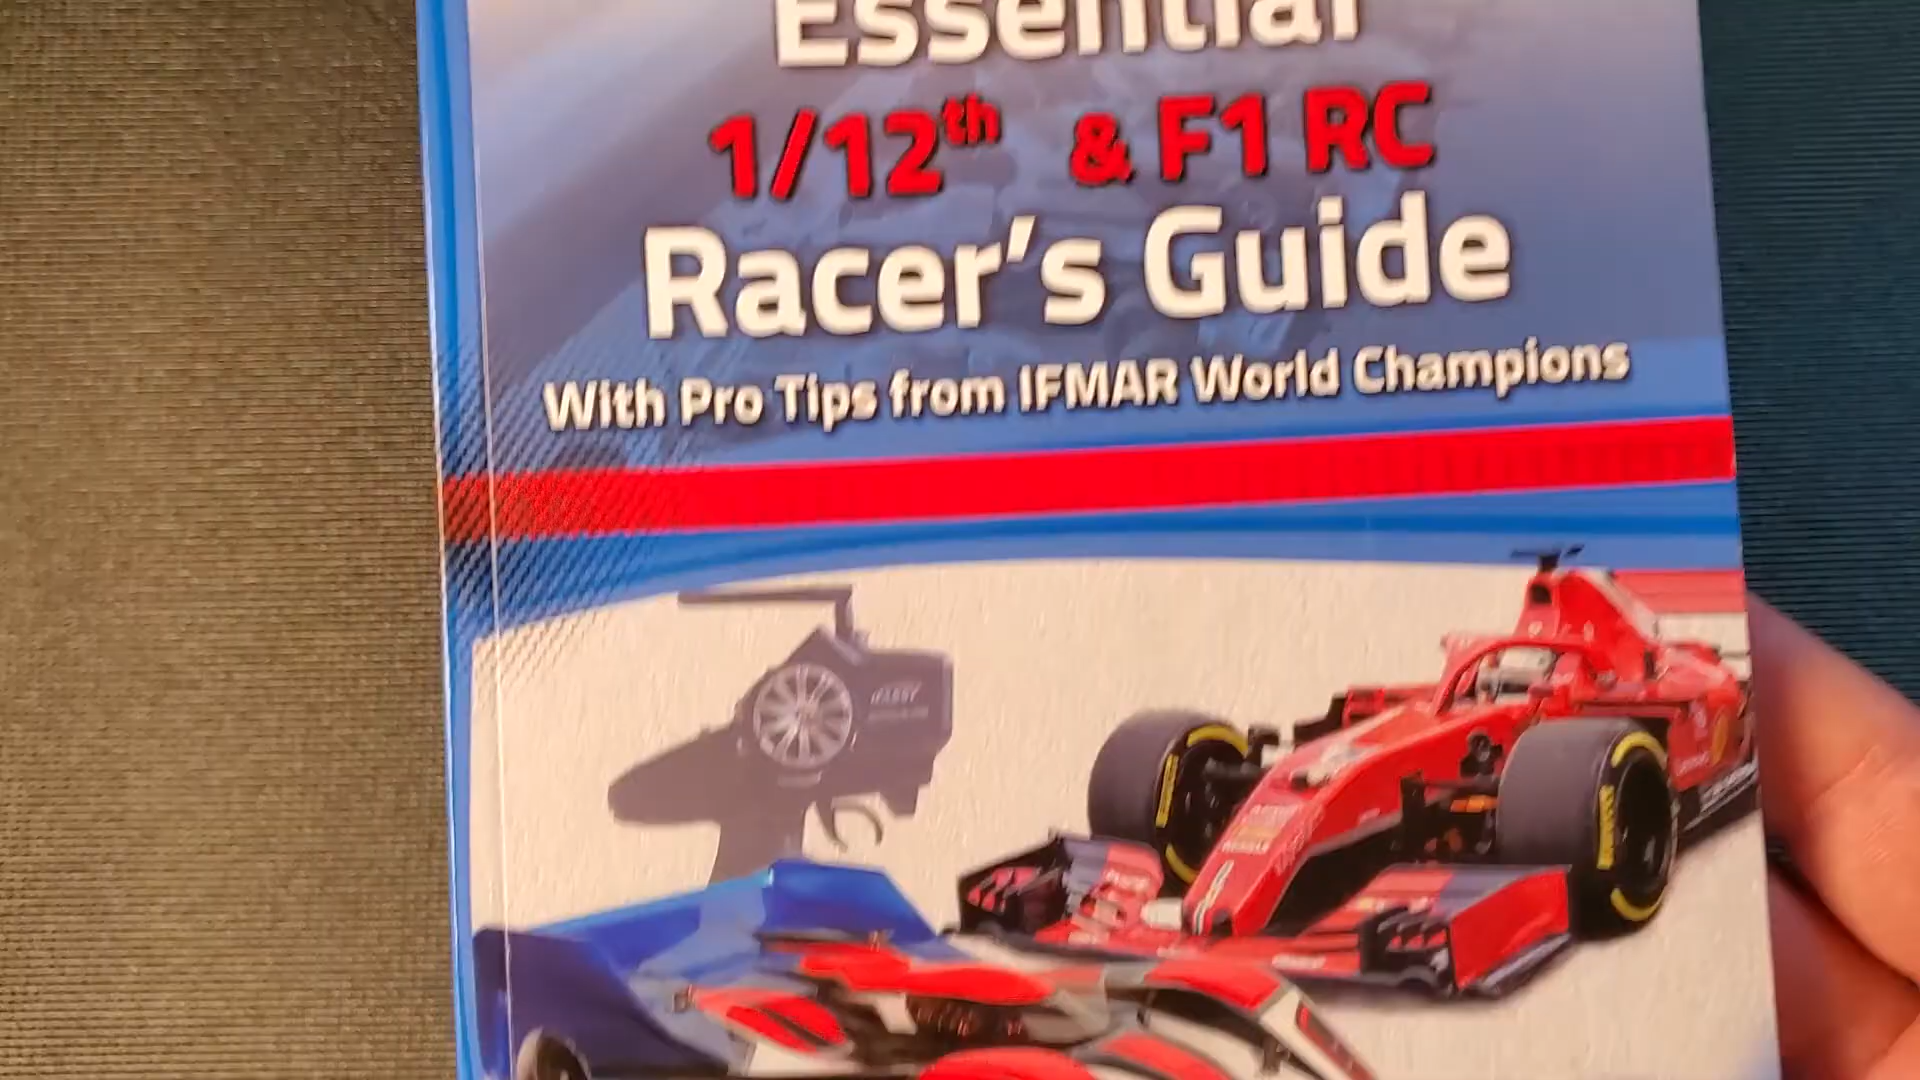 Essential
1/12th & F1 RC
Racer's Guide
With Pro Tips from IFMAR World Champions